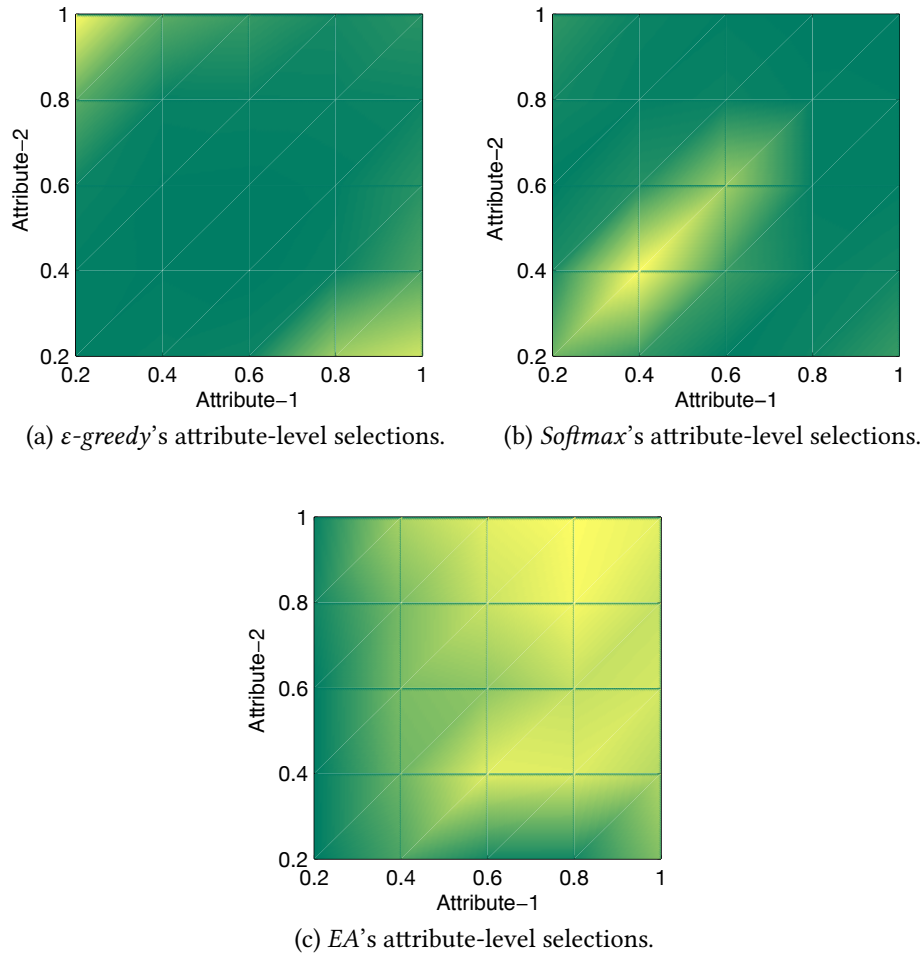 1
0.8
0.6
0.4
0.2
Attribute−2
0.2 0.4 0.6 0.8 1
Attribute−1
(a) ε-greedy’s attribute-level selections.
1
0.8
0.6
0.4
0.2
Attribute−2
0.2 0.4 0.6 0.8 1
Attribute−1
(b) Softmax’s attribute-level selections.
1
0.8
0.6
0.4
0.2
Attribute−2
0.2 0.4 0.6 0.8 1
Attribute−1
(c) EA’s attribute-level selections.